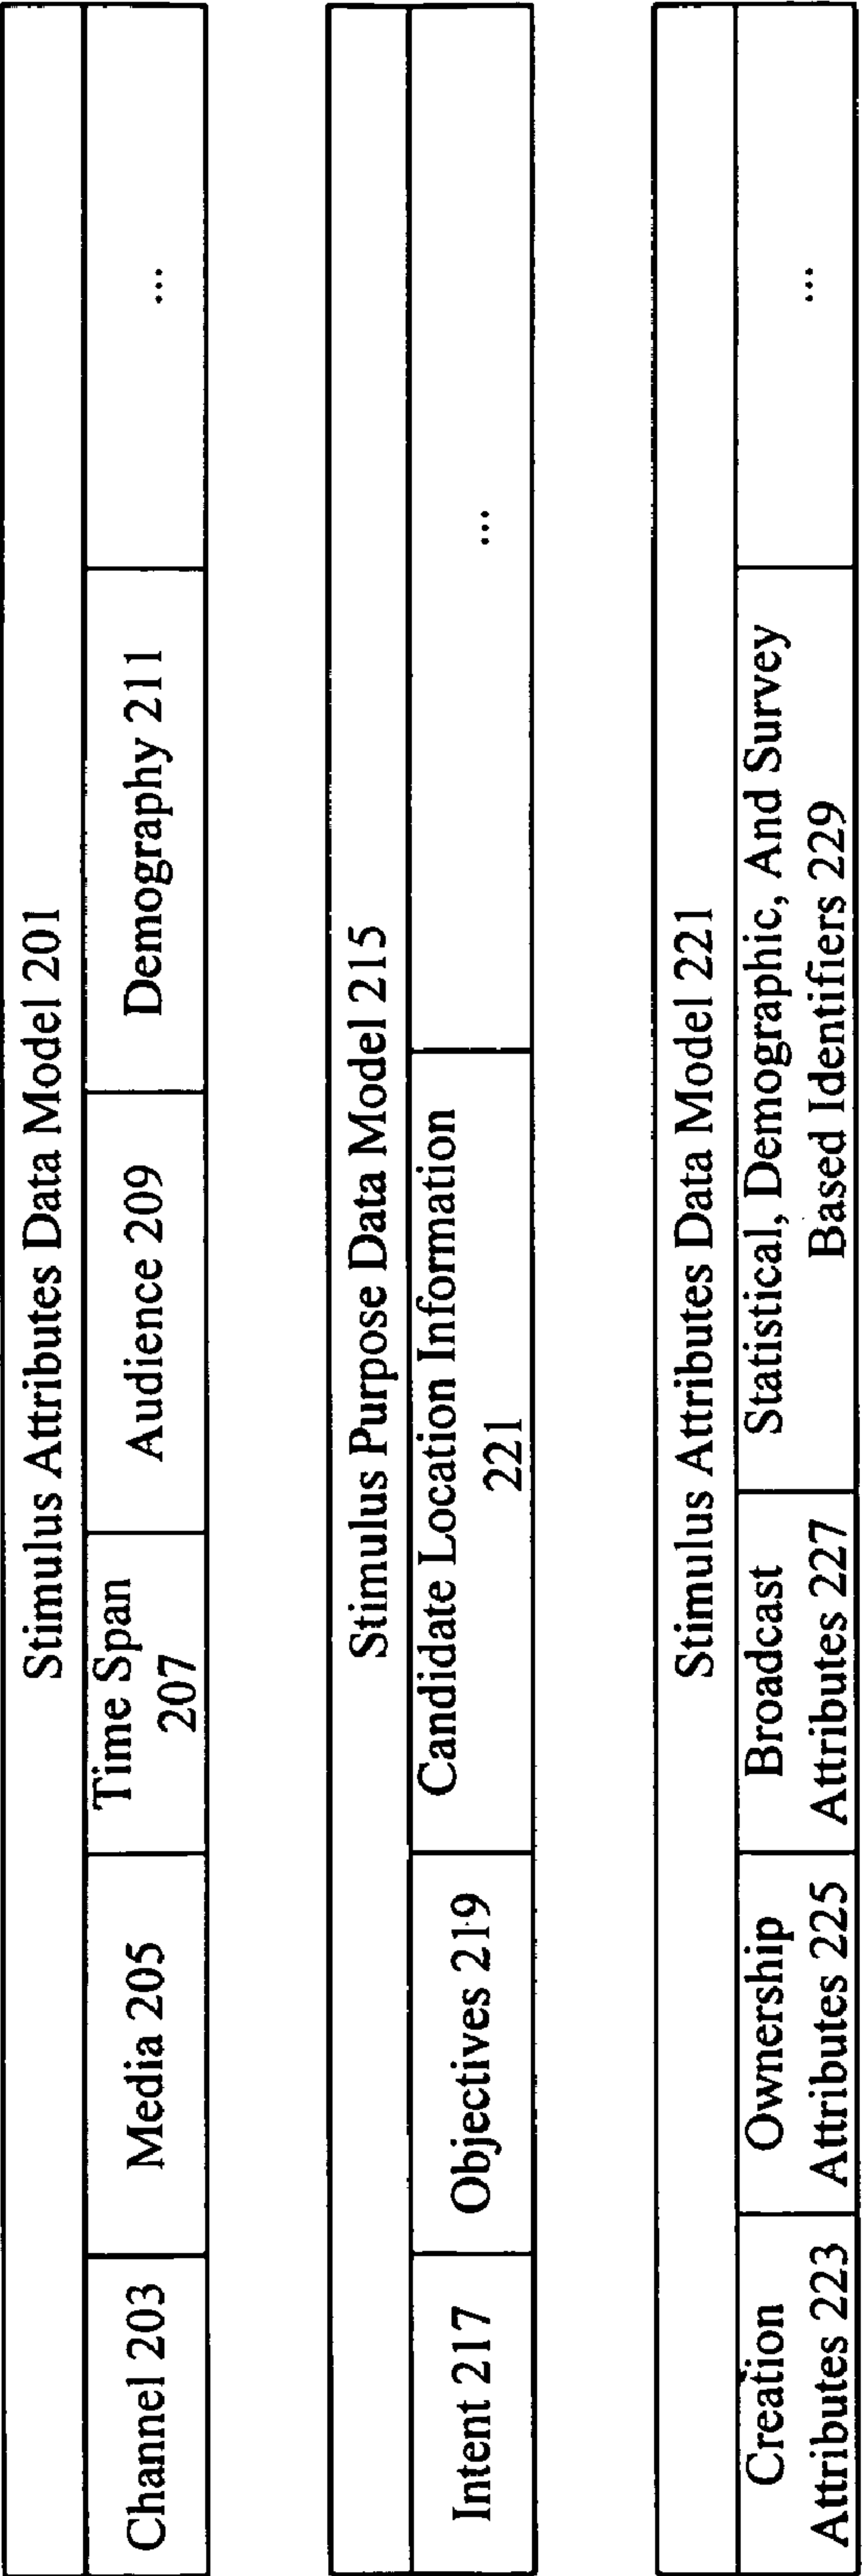 Stimulus Attributes Data Model 201
Channel 203
Media 205
Time Span
207
Audience 209
Demography 211
...
Stimulus Purpose Data Model 215
Intent 217
Objectives 219
Candidate Location Information
221
...
Stimulus Attributes Data Model 221
Creation
Attributes 223
Ownership
Attributes 225
Broadcast
Attributes 227
Statistical, Demographic, And Survey
Based Identifiers 229
...